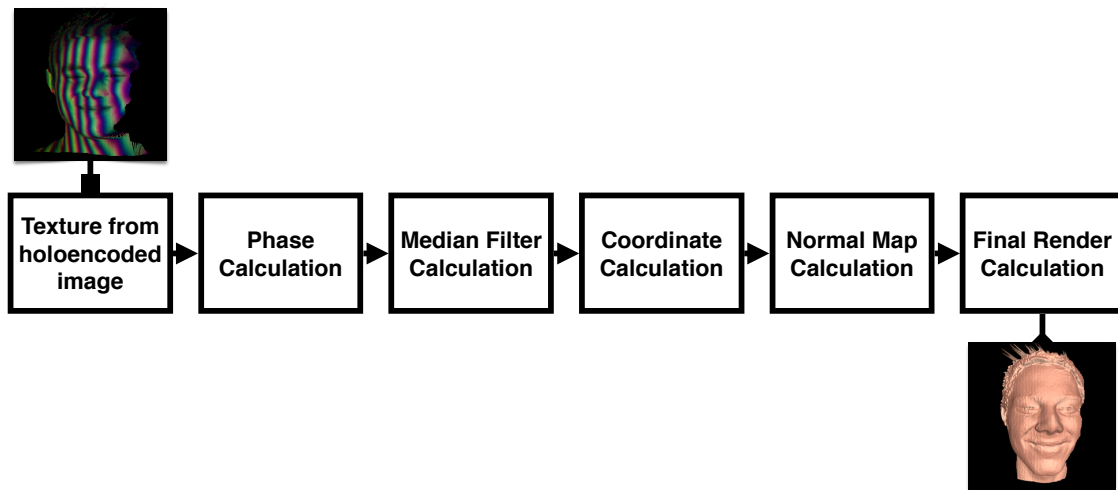 Texture from
holoencoded
image
Phase
Calculation
Median Filter
Calculation
Coordinate
Calculation
Normal Map
Calculation
Final Render
Calculation